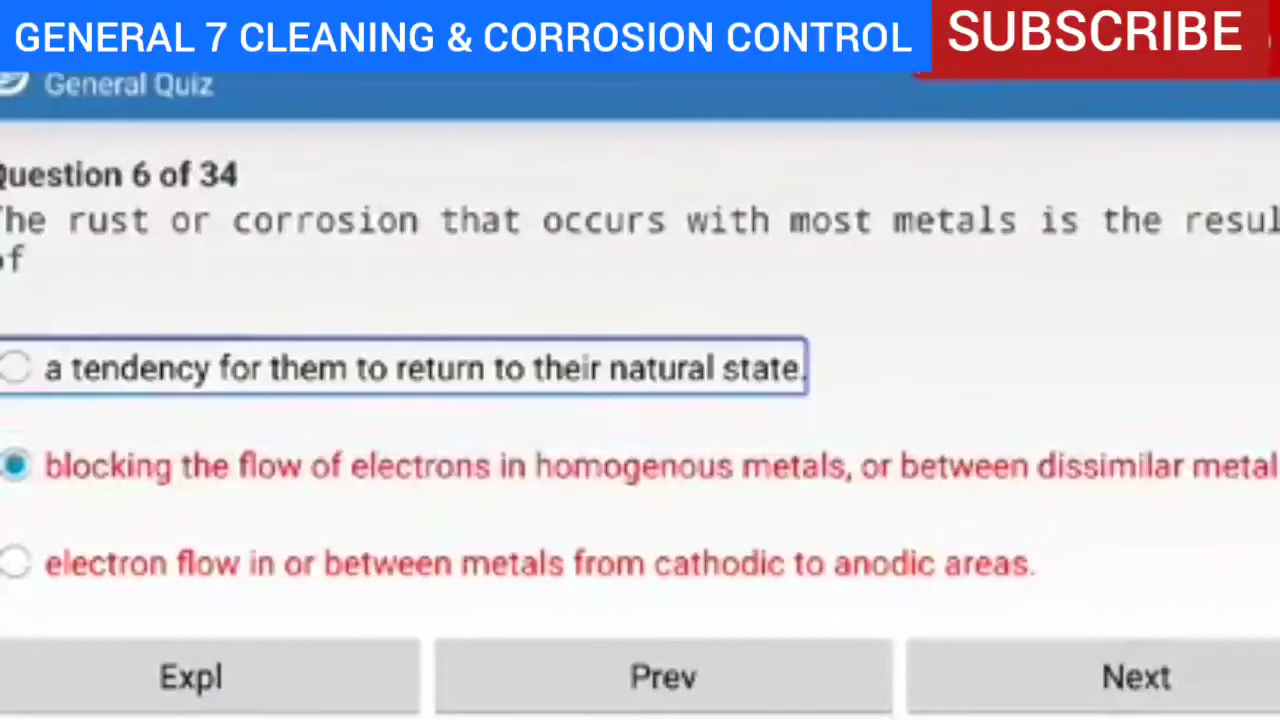 GENERAL 7 CLEANING & CORROSION CONTROL
SUBSCRIBE
General Quiz
Question 6 of 34
The rust or corrosion that occurs with most metals is the resul
of
a tendency for them to return to their natural state.
blocking the flow of electrons in homogenous metals, or between dissimilar metal
electron flow in or between metals from cathodic to anodic areas.
Expl
Prev
Next